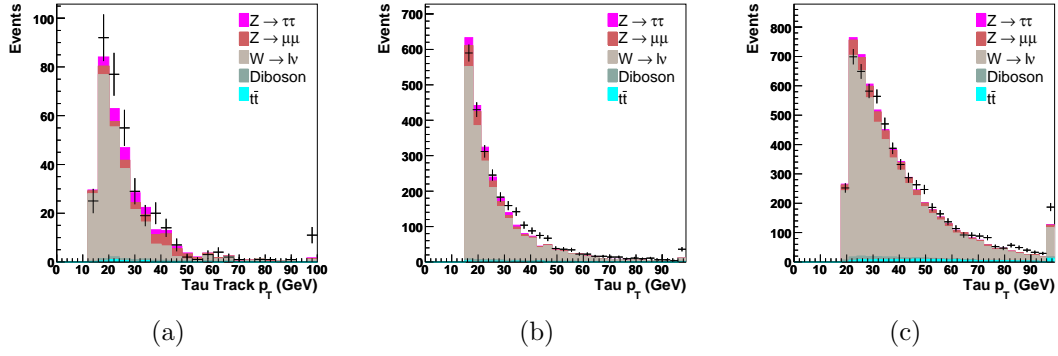 Events
100
80
60
40
20
0
Z → ττ
Z → μμ
W → lν
Diboson
tt̄
0 10 20 30 40 50 60 70 80 90 100
Tau Track p_T (GeV)
(a)
Events
700
600
500
400
300
200
100
0
Z → ττ
Z → μμ
W → lν
Diboson
tt̄
0 10 20 30 40 50 60 70 80 90
Tau p_T (GeV)
(b)
Events
800
700
600
500
400
300
200
100
0
Z → ττ
Z → μμ
W → lν
Diboson
tt̄
0 10 20 30 40 50 60 70 80 90
Tau p_T (GeV)
(c)